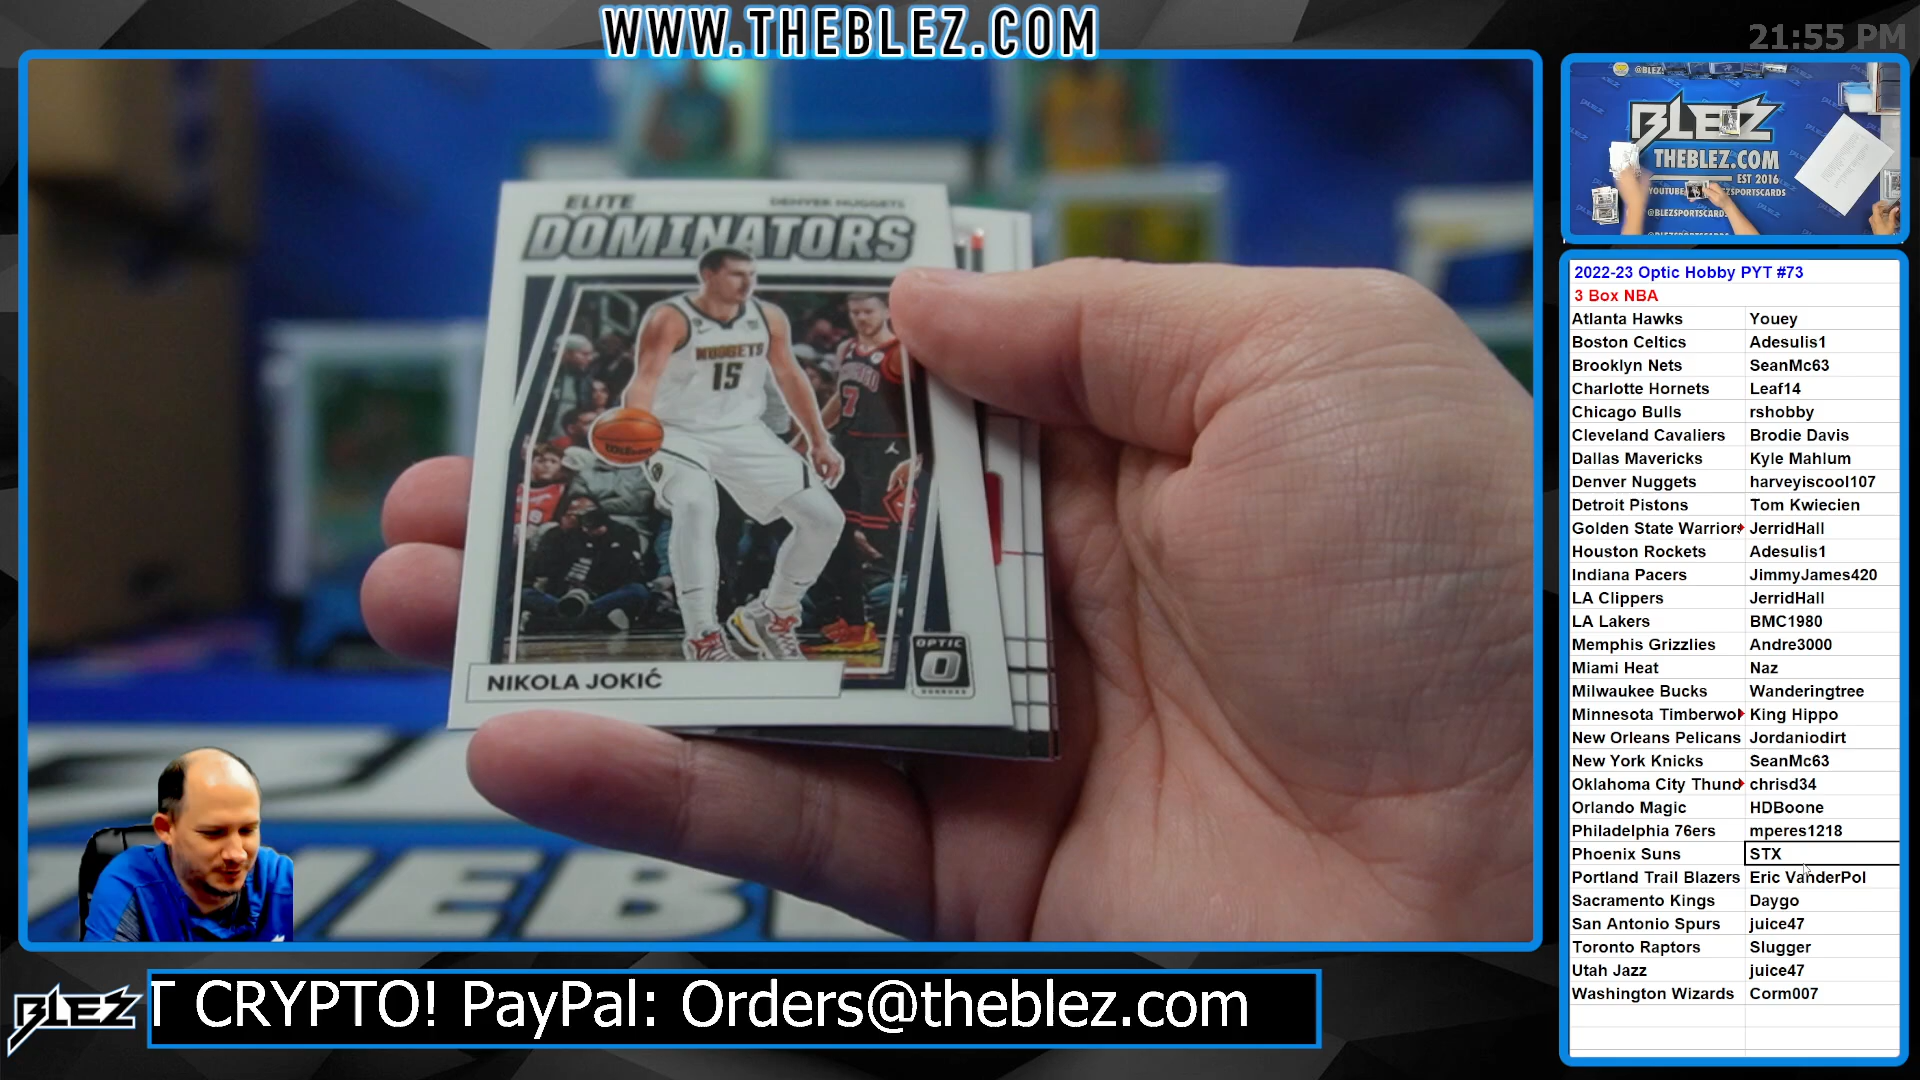 WWW.THEBLEZ.COM
21:55 PM
ELITE
DENVER NUGGETS
DOMINATORS
NUGGETS
15
7
Wilson
OPTIC
DONRUSS
NIKOLA JOKIĆ
@BLEZ
BLEZ
THEBLEZ.COM
EST 2016
@BLEZSPORTSCARDS
2022-23 Optic Hobby PYT #73
3 Box NBA
Atlanta Hawks Youey
Boston Celtics Adesulis1
Brooklyn Nets SeanMc63
Charlotte Hornets Leaf14
Chicago Bulls rshobby
Cleveland Cavaliers Brodie Davis
Dallas Mavericks Kyle Mahlum
Denver Nuggets harveyiscool107
Detroit Pistons Tom Kwiecien
Golden State Warriors JerridHall
Houston Rockets Adesulis1
Indiana Pacers JimmyJames420
LA Clippers JerridHall
LA Lakers BMC1980
Memphis Grizzlies Andre3000
Miami Heat Naz
Milwaukee Bucks Wanderingtree
Minnesota Timberwol King Hippo
New Orleans Pelicans Jordaniodirt
New York Knicks SeanMc63
Oklahoma City Thund chrisd34
Orlando Magic HDBoone
Philadelphia 76ers mperes1218
Phoenix Suns STX
Portland Trail Blazers Eric VanderPol
Sacramento Kings Daygo
San Antonio Spurs juice47
Toronto Raptors Slugger
Utah Jazz juice47
Washington Wizards Corm007
BLEZ
T CRYPTO! PayPal: Orders@theblez.com